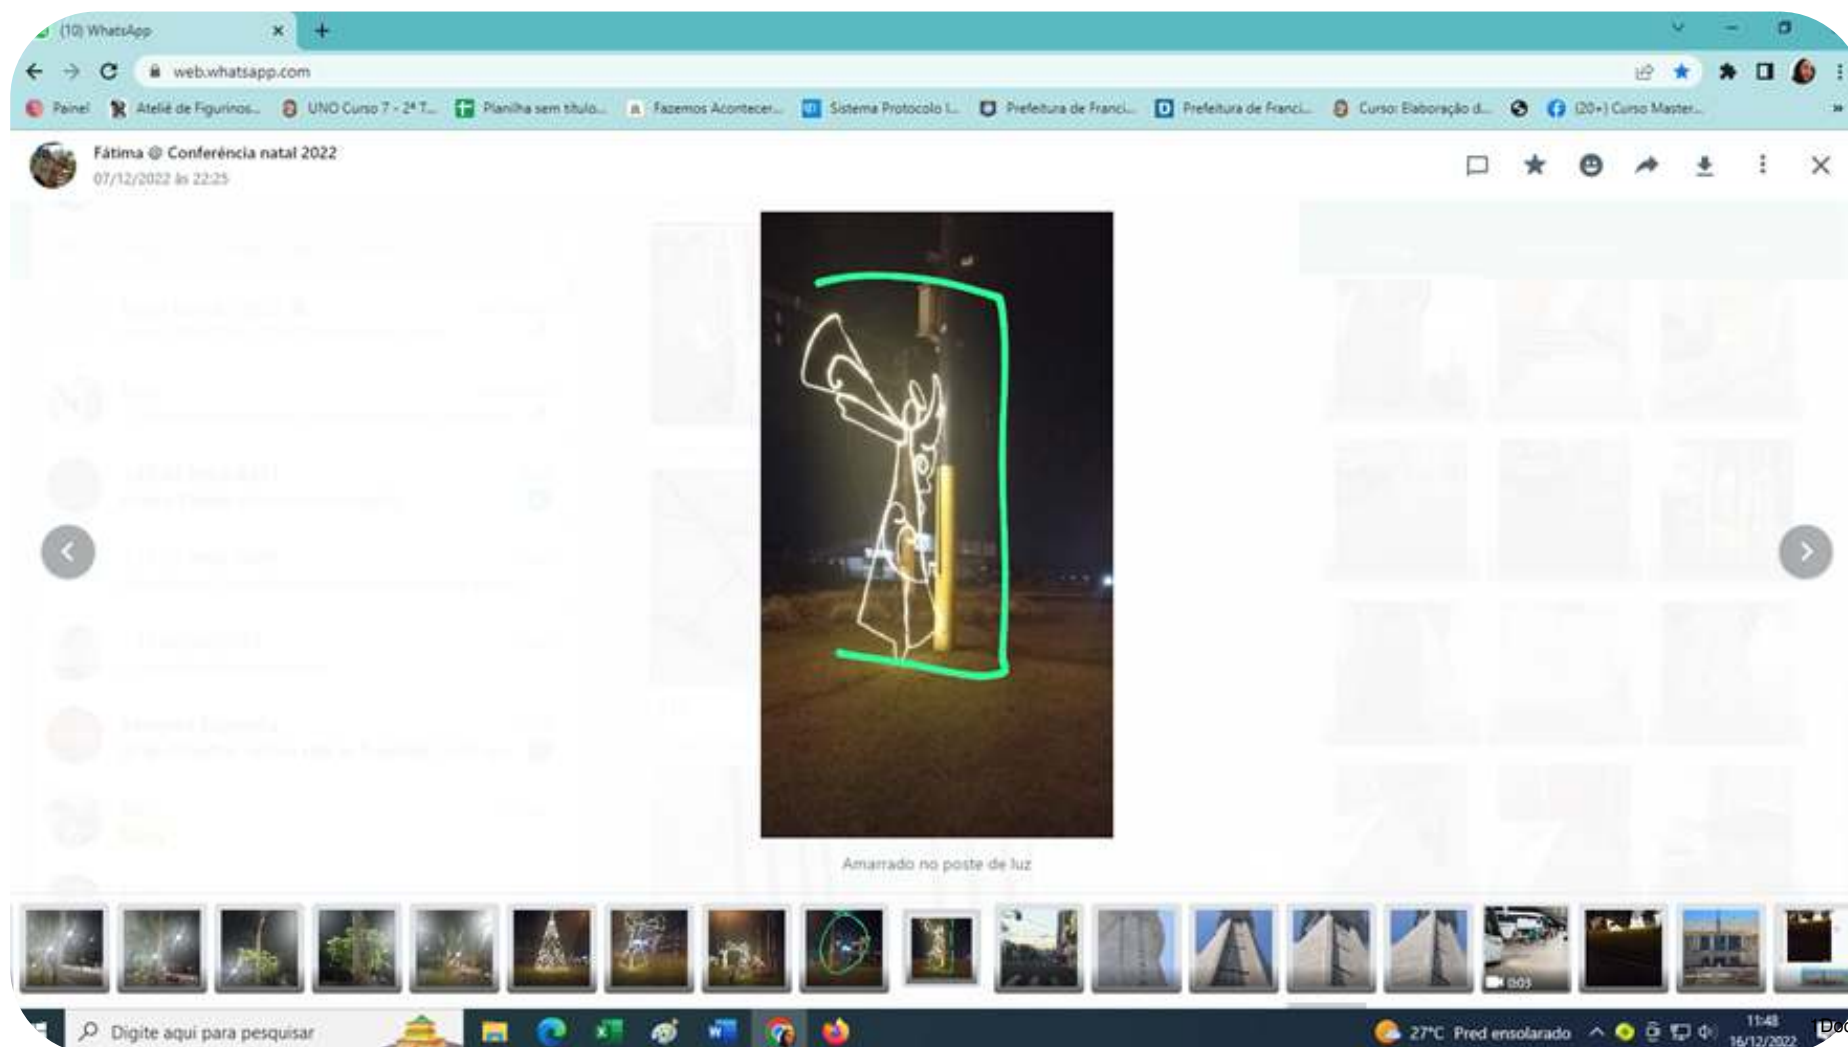 (10) WhatsApp
web.whatsapp.com
Painel Ateliê de Figurinos... UNO Curso 7 - 2ª T... Planilha sem título... Fazemos Acontecer... Sistema Protocolo I... Prefeitura de Franci... Prefeitura de Franci... Curso: Elaboração d... (20+) Curso Master...
Fátima @ Conferência natal 2022
07/12/2022 às 22:25
Amarrado no poste de luz
0:03
Digite aqui para pesquisar
27°C Pred ensolarado
11:48
16/12/2022